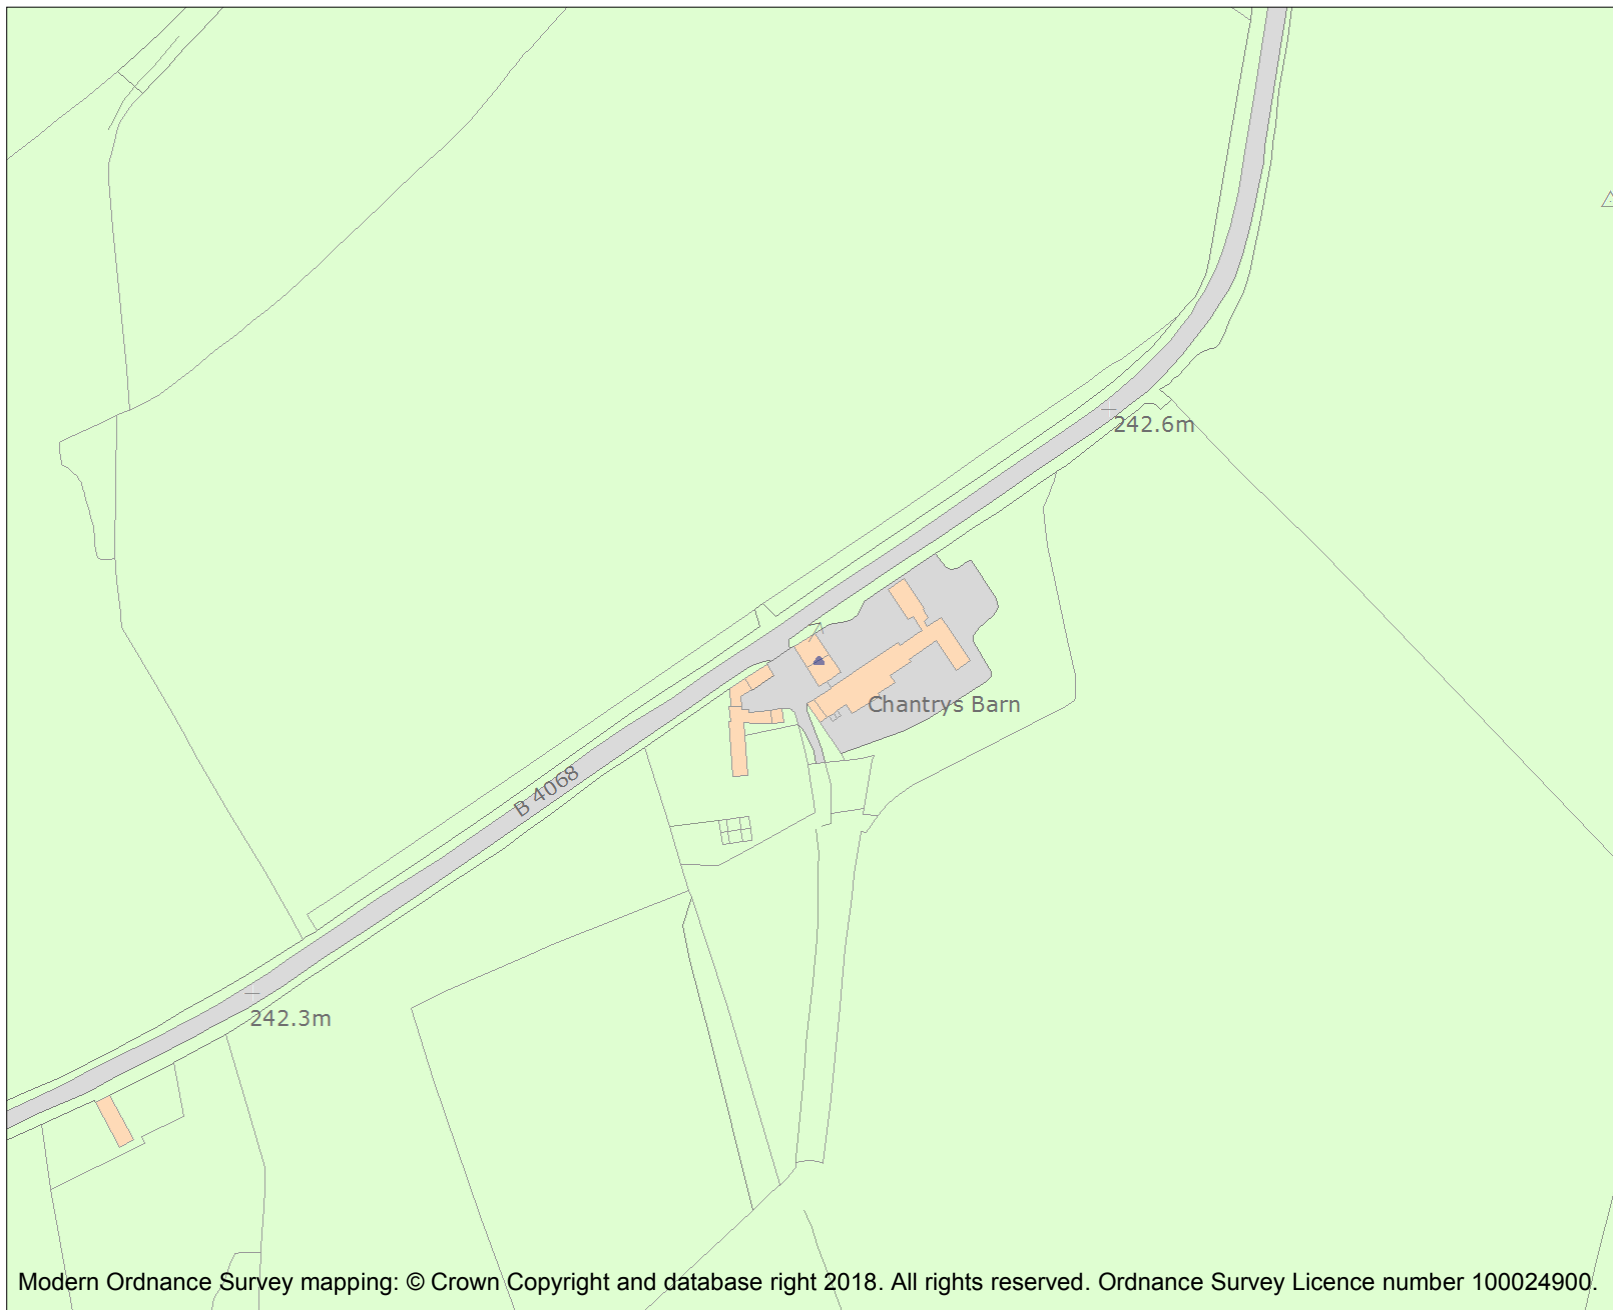 242.6m
Chantrys Barn
B 4068
242.3m
Modern Ordnance Survey mapping: © Crown Copyright and database right 2018. All rights reserved. Ordnance Survey Licence number 100024900.